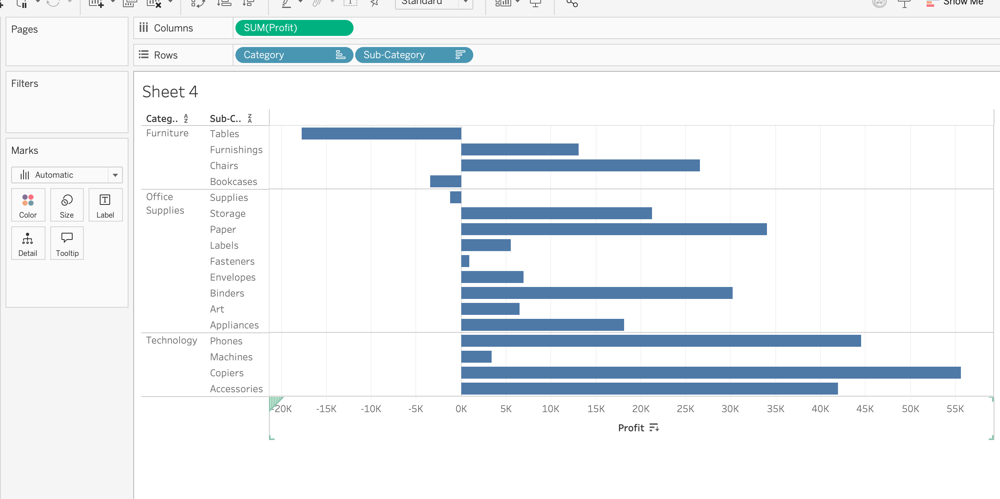 Standard
Show Me
Pages
Columns
SUM(Profit)
Rows
Category
Sub-Category
Filters
Sheet 4
Categ..
A
Z
Sub-C..
Z
A
Marks
Automatic
Color
Size
T
Label
Detail
Tooltip
Furniture
Tables
Furnishings
Chairs
Bookcases
Office
Supplies
Supplies
Storage
Paper
Labels
Fasteners
Envelopes
Binders
Art
Appliances
Technology
Phones
Machines
Copiers
Accessories
-20K -15K -10K -5K 0K 5K 10K 15K 20K 25K 30K 35K 40K 45K 50K 55K
Profit